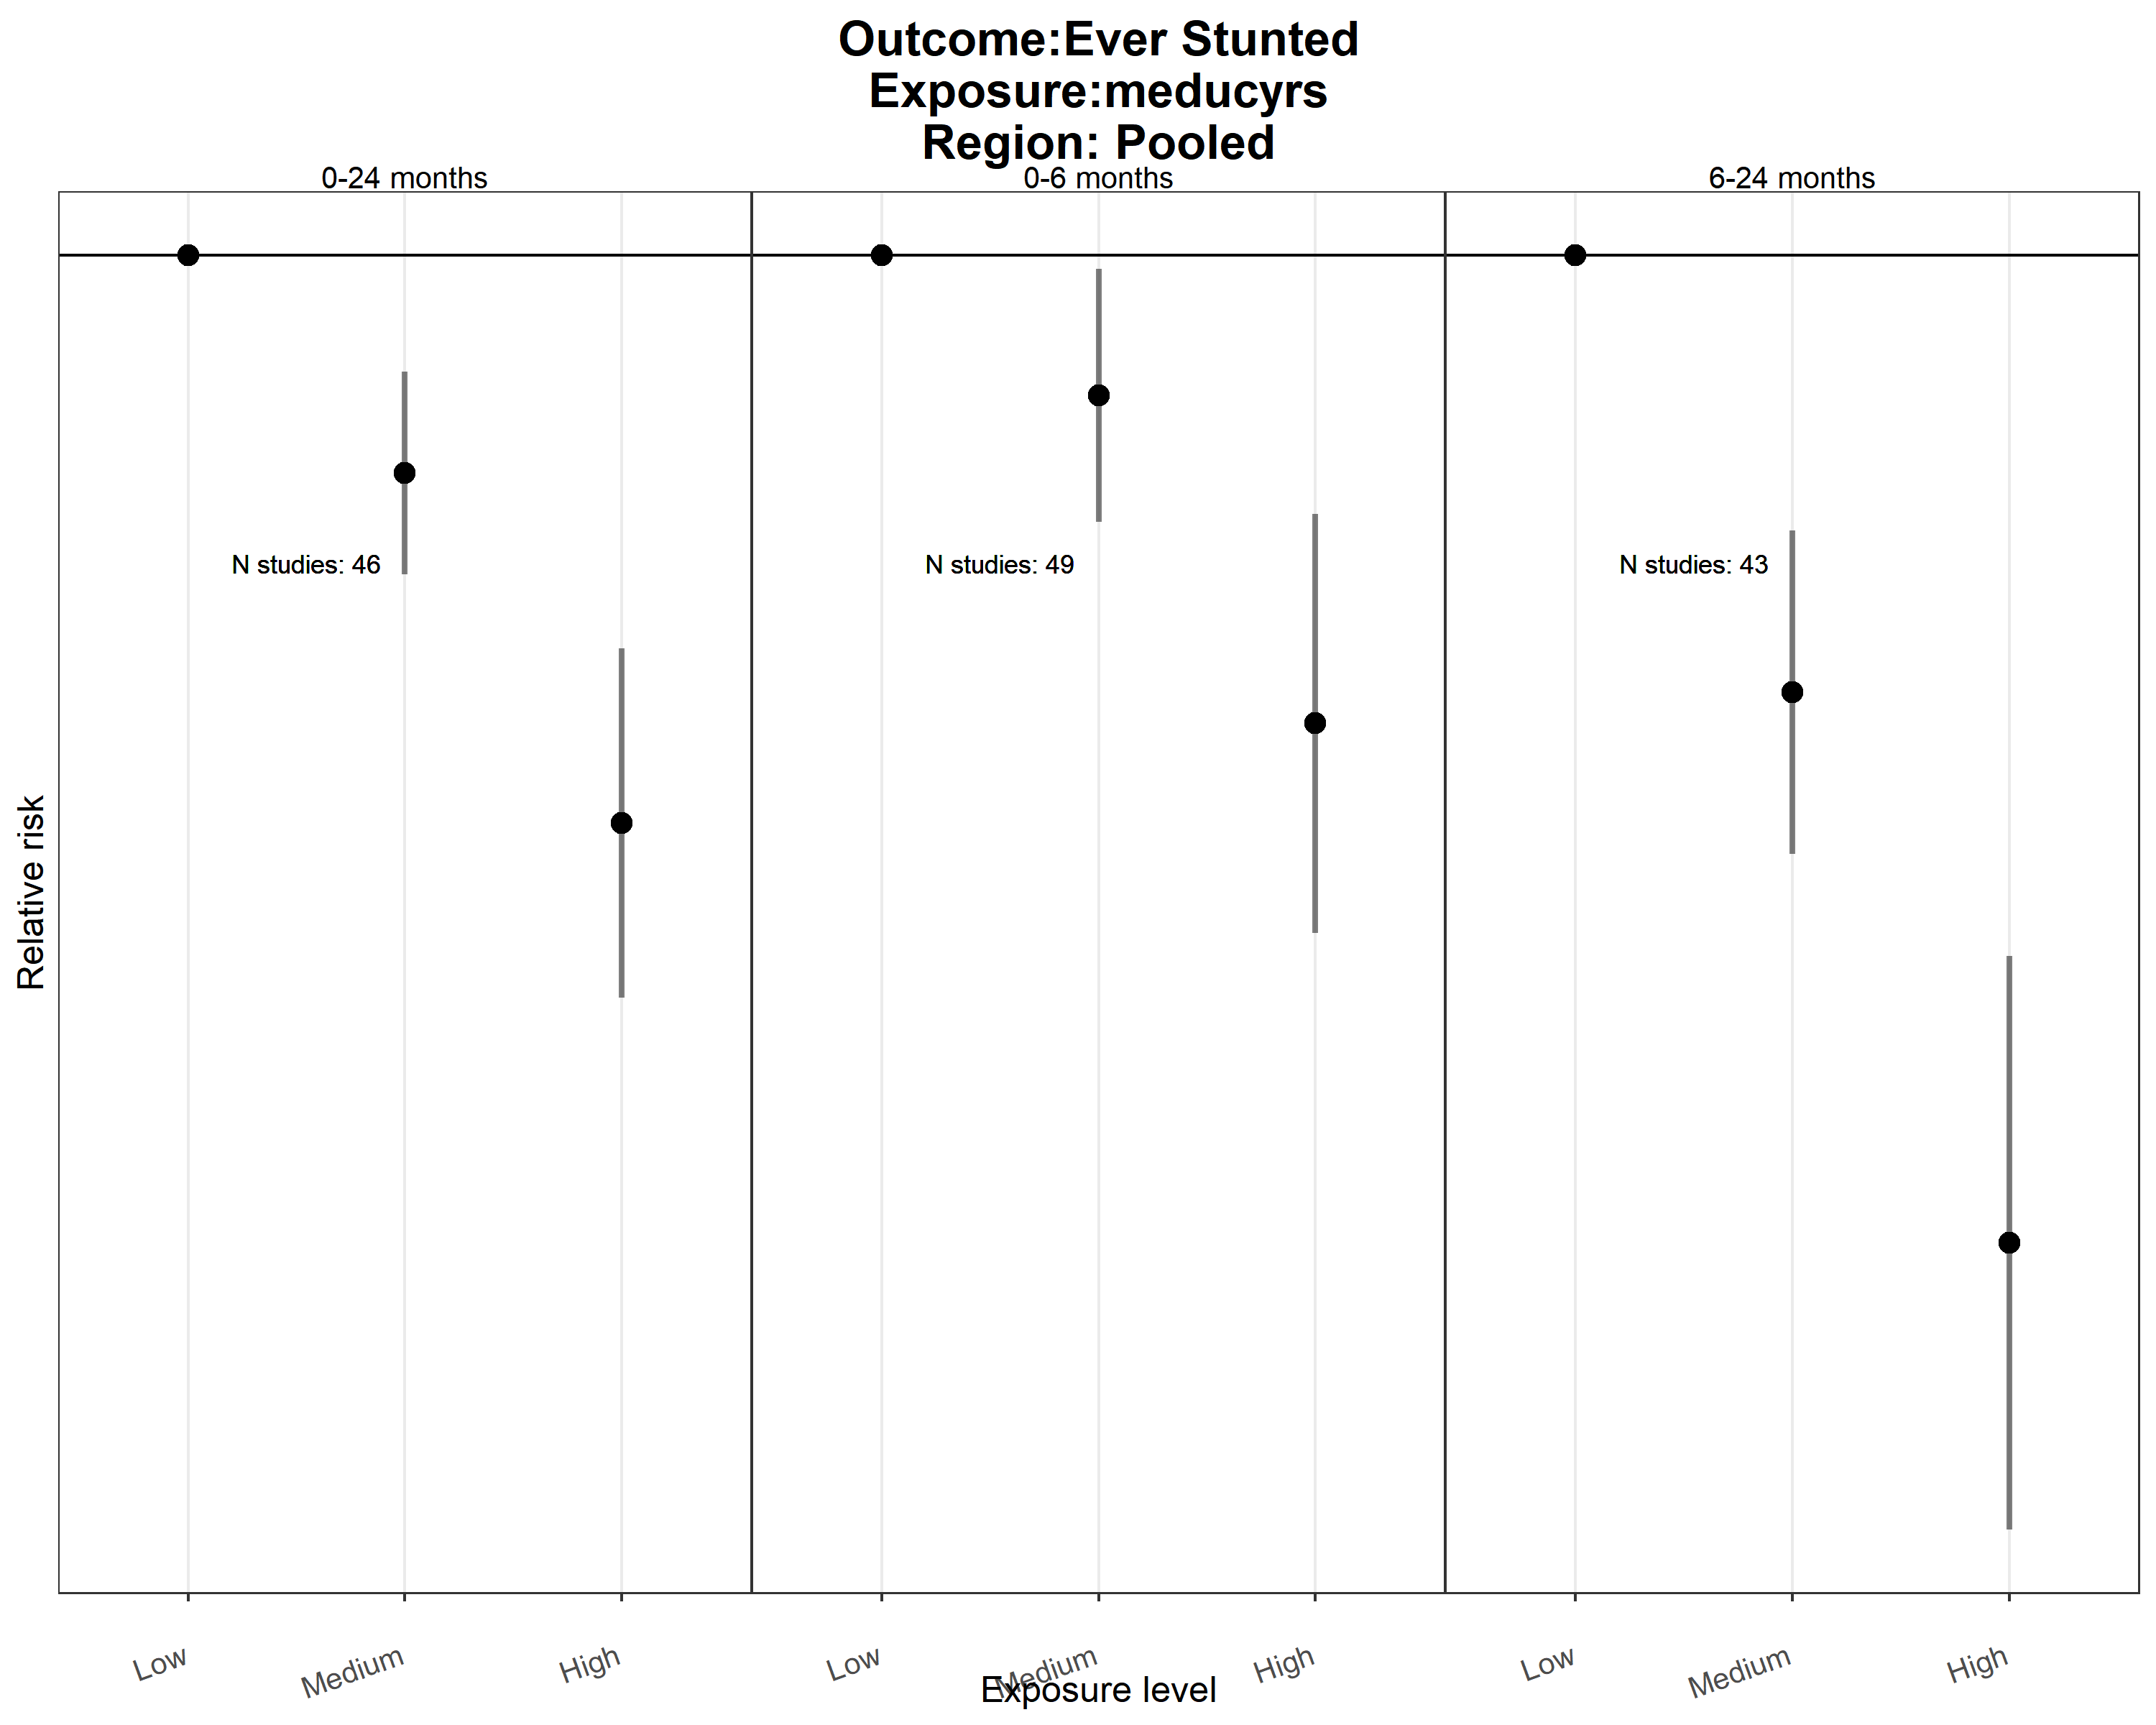 Outcome:Ever Stunted
Exposure:meducyrs
Region: Pooled
0-24 months
0-6 months
6-24 months
N studies: 46
N studies: 49
N studies: 43
Relative risk
Low
Medium
High
Low
Medium
High
Low
Medium
High
Exposure level